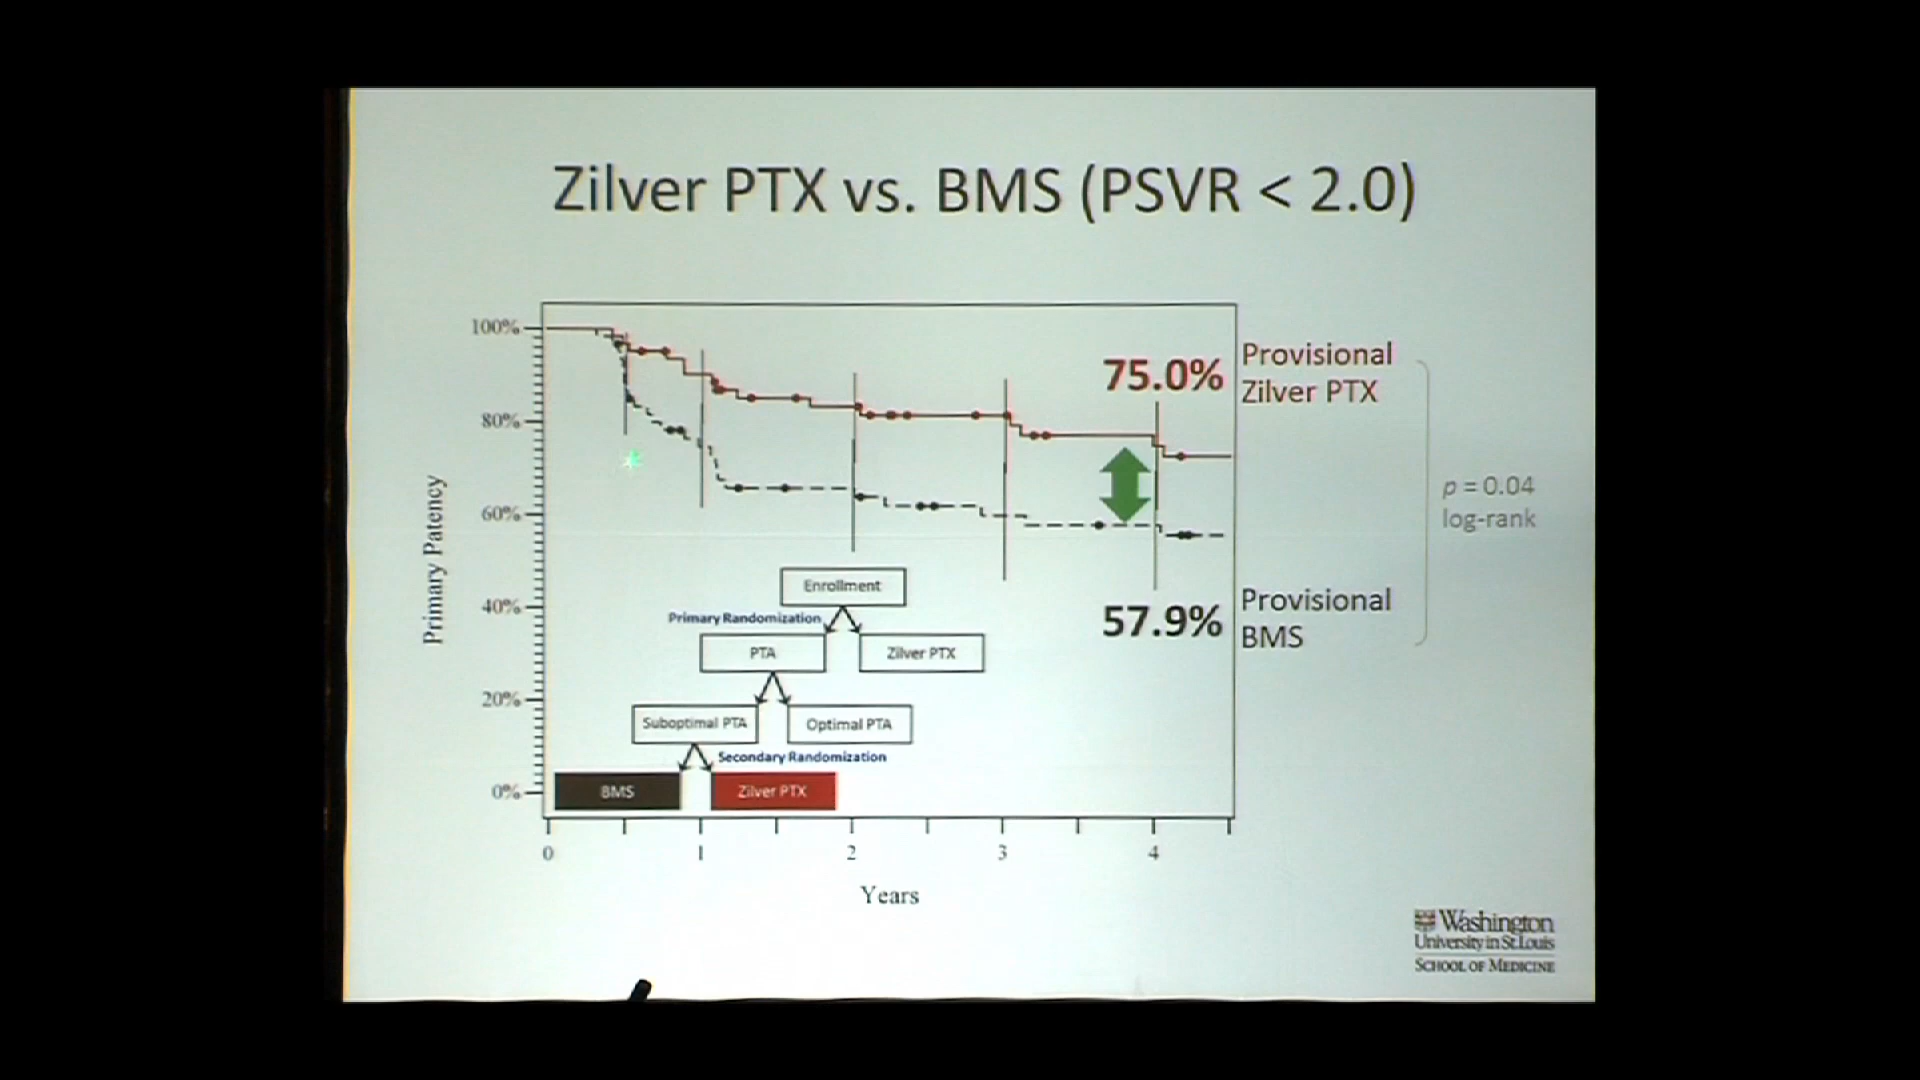 Zilver PTX vs. BMS (PSVR < 2.0)
100%
80%
60%
40%
20%
0%
Primary Patency
75.0%
Provisional
Zilver PTX
p = 0.04
log-rank
57.9%
Provisional
BMS
Enrollment
Primary Randomization
PTA
Zilver PTX
Suboptimal PTA
Optimal PTA
Secondary Randomization
BMS
Zilver PTX
0
1
2
3
4
Years
Washington
University in St. Louis
SCHOOL OF MEDICINE